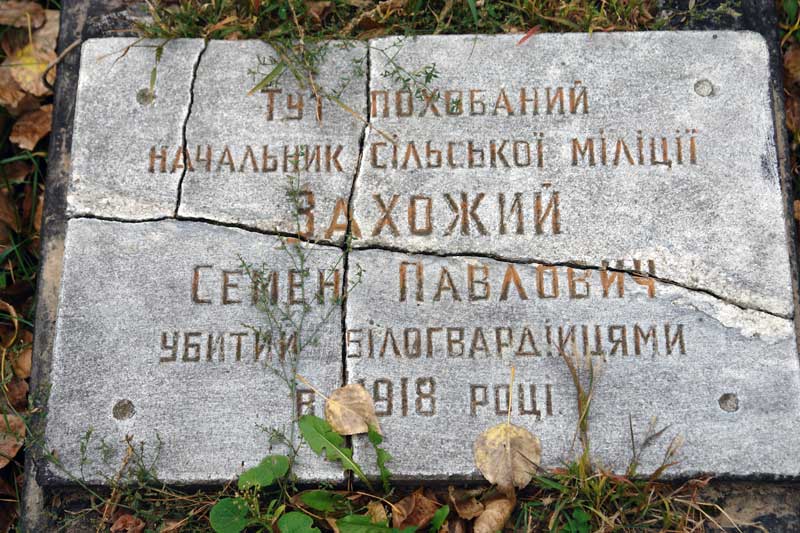 Тут похований
начальник сільської міліції
Захожий
Семен Павлович
убитий білогвардійцями
в 1918 році